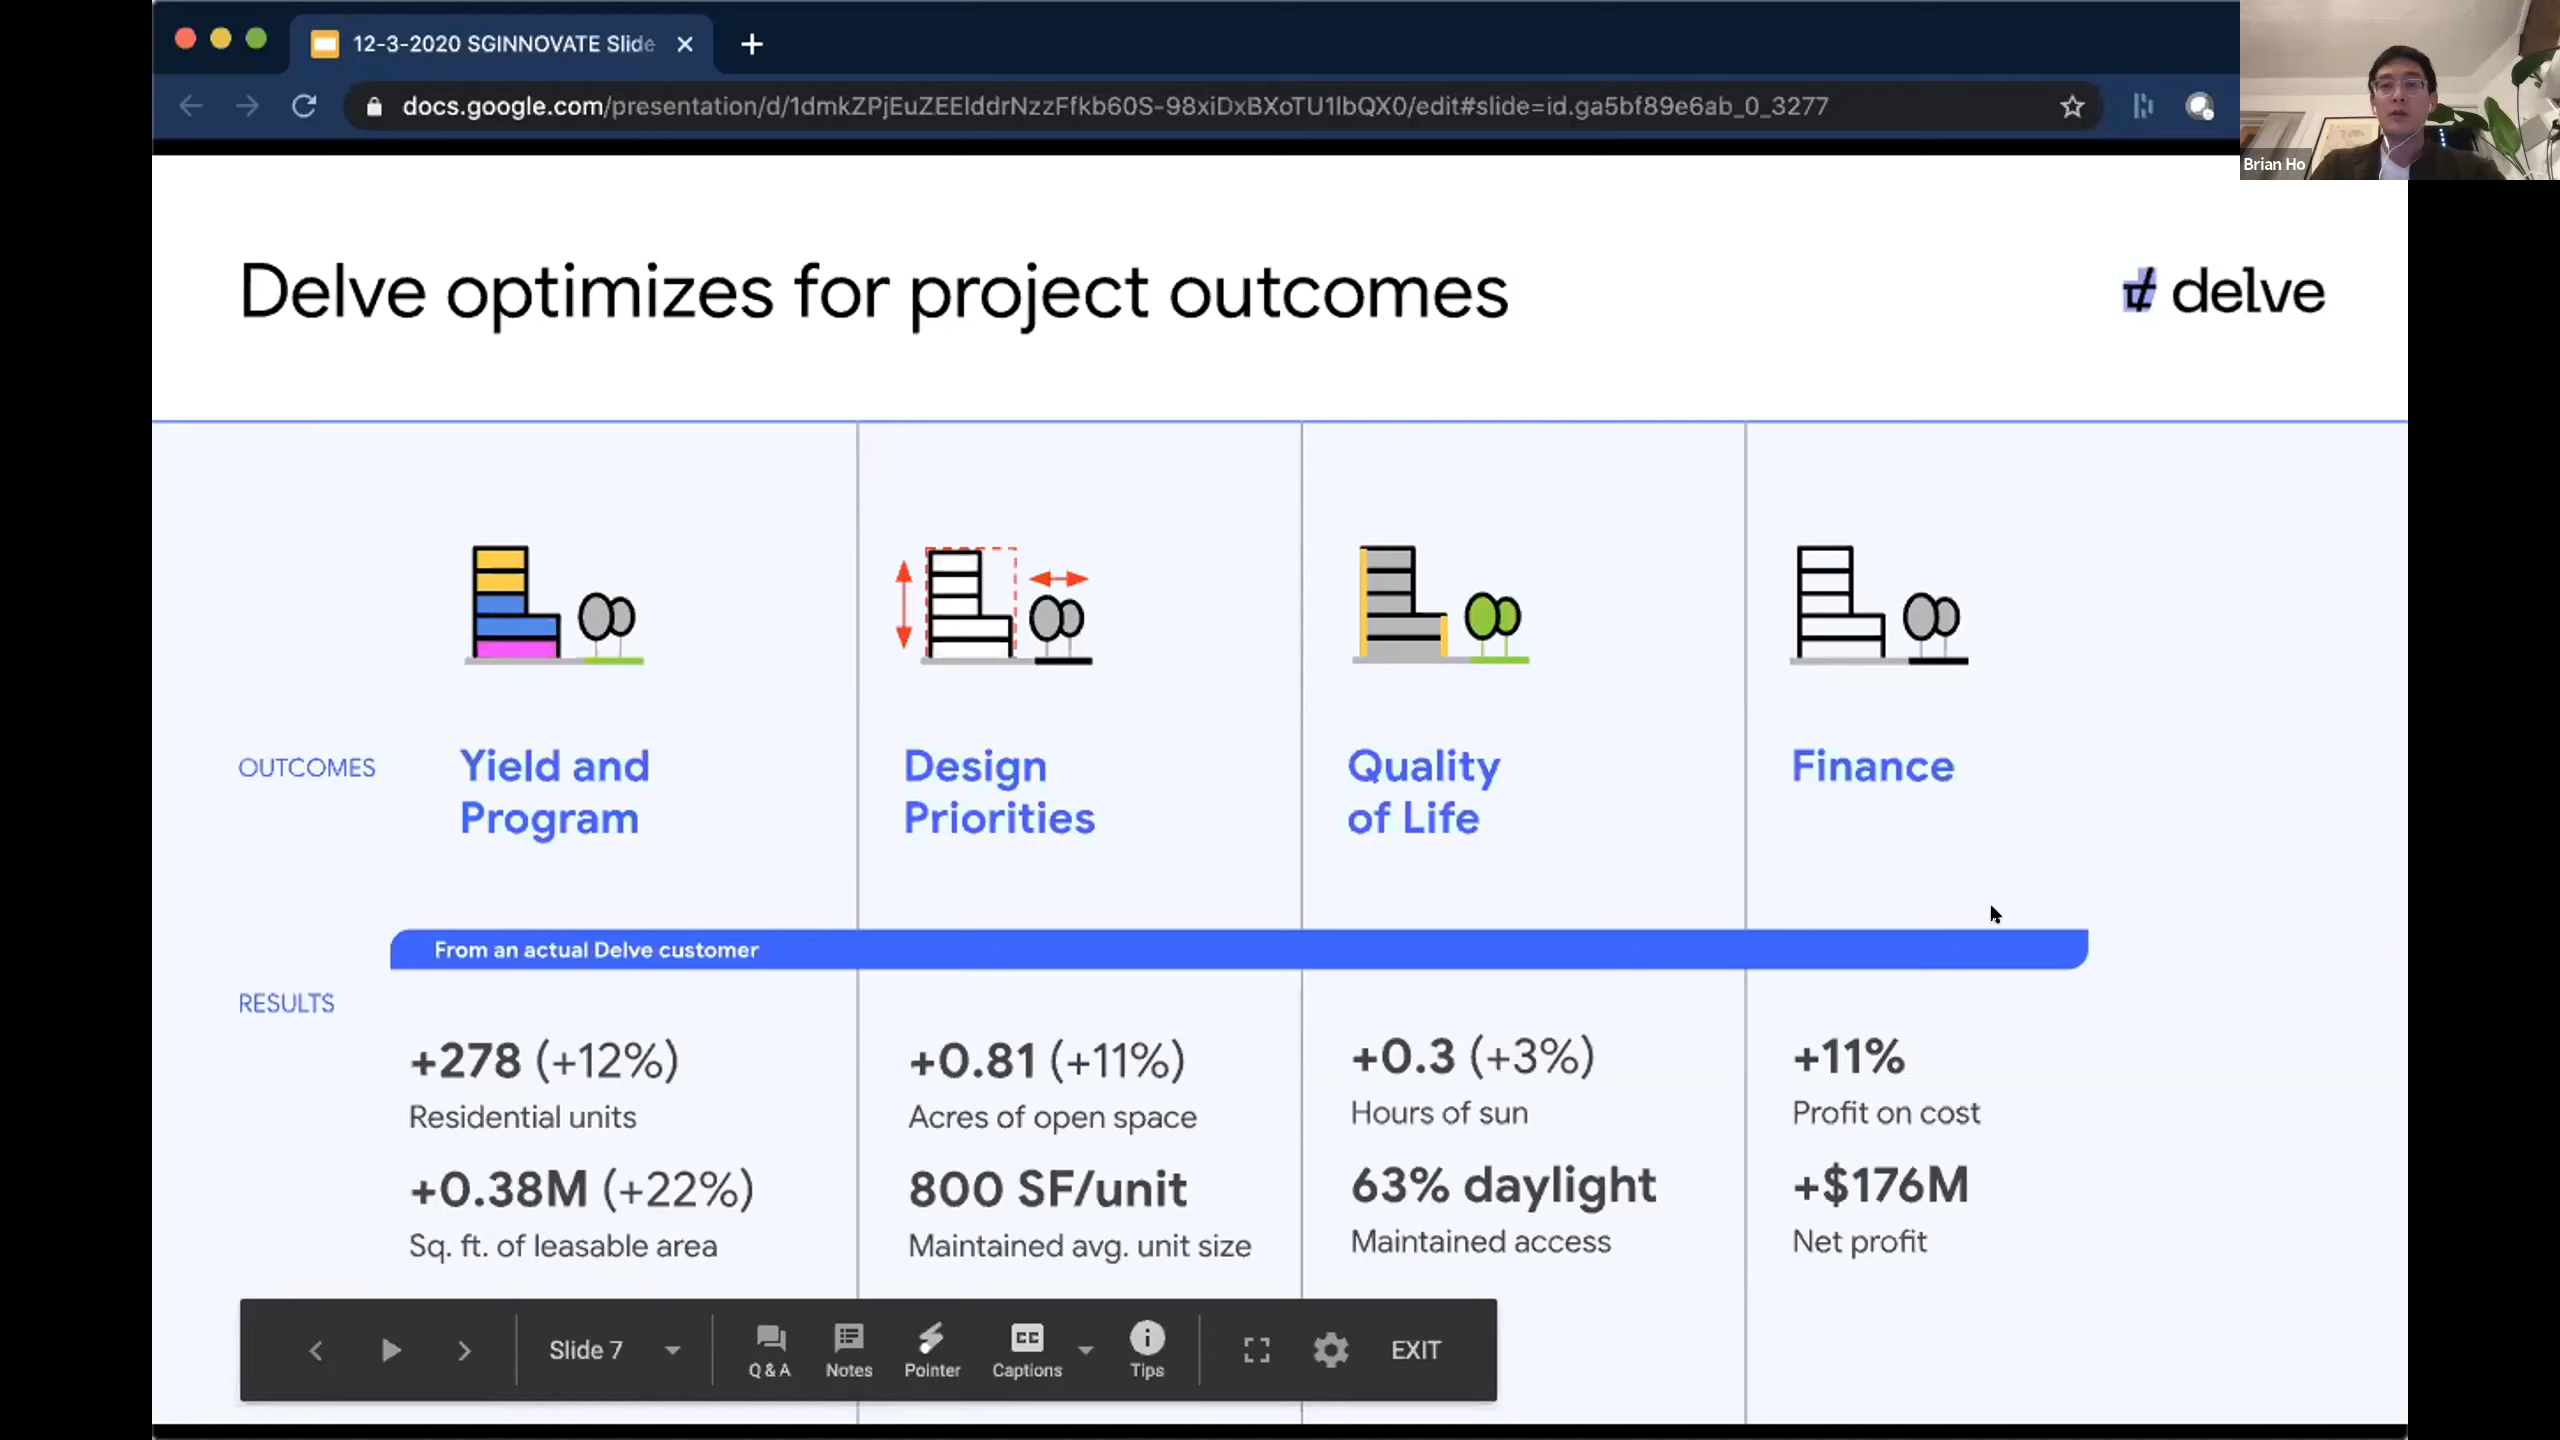 12-3-2020 SGINNOVATE Slide
docs.google.com/presentation/d/1dmkZPjEuZEElddrNzzFfkb60S-98xiDxBXoTU1lbQX0/edit#slide=id.ga5bf89e6ab_0_3277
Brian Ho
Delve optimizes for project outcomes
delve
OUTCOMES
Yield and
Program
Design
Priorities
Quality
of Life
Finance
From an actual Delve customer
RESULTS
+278 (+12%)
Residential units
+0.38M (+22%)
Sq. ft. of leasable area
+0.81 (+11%)
Acres of open space
800 SF/unit
Maintained avg. unit size
+0.3 (+3%)
Hours of sun
63% daylight
Maintained access
+11%
Profit on cost
+$176M
Net profit
Slide 7
Q & A
Notes
Pointer
CC
Captions
Tips
EXIT